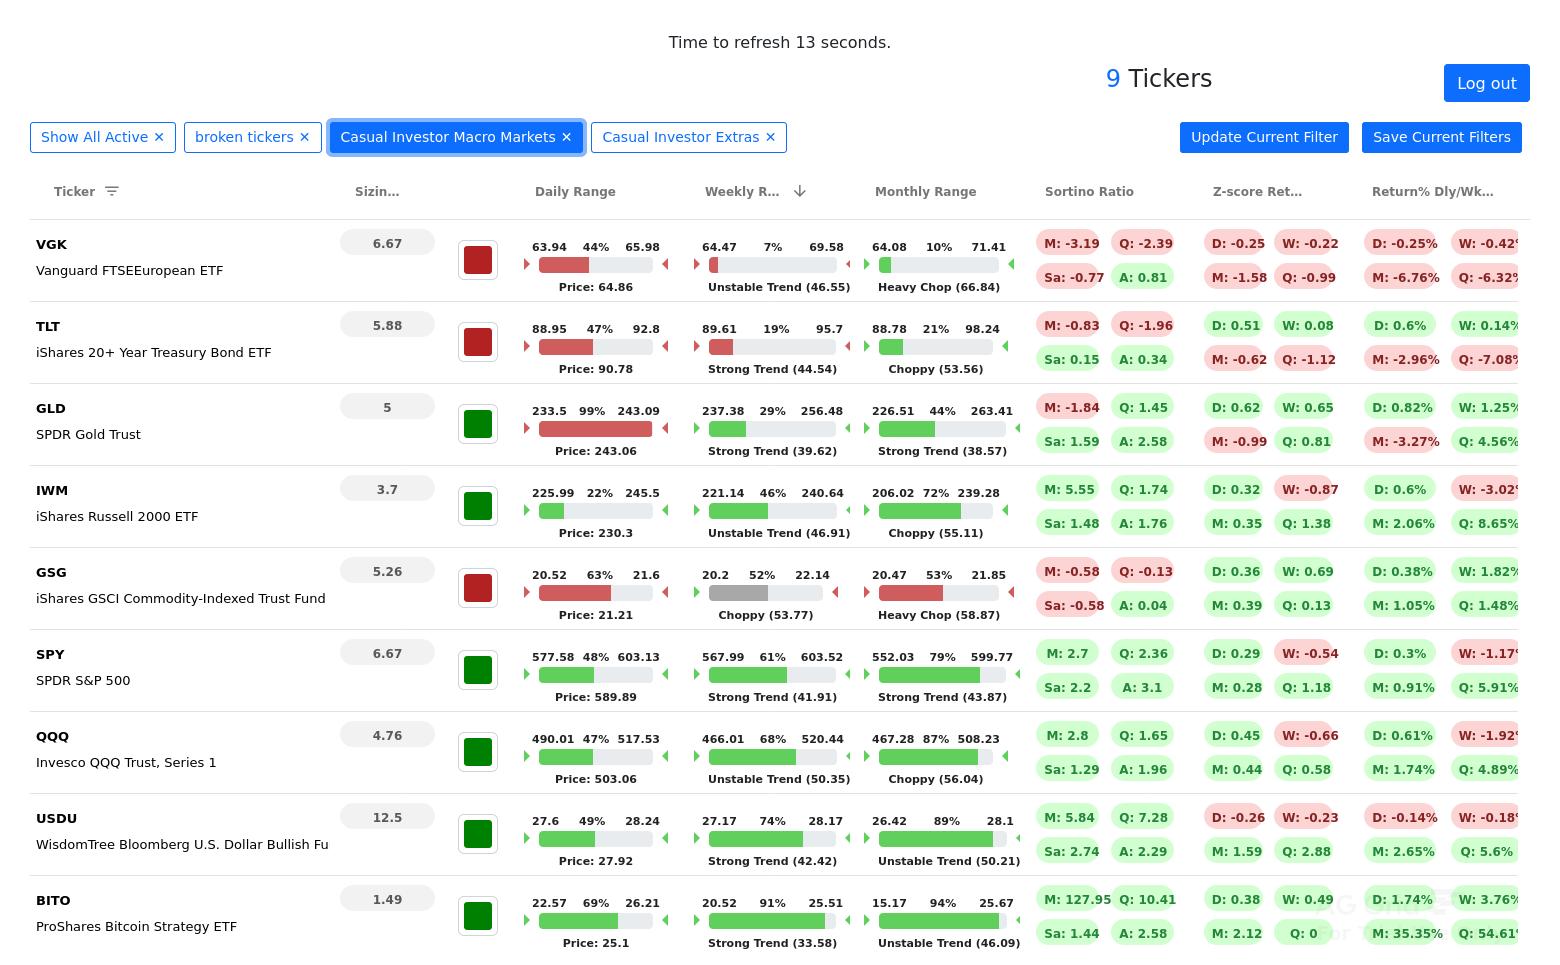 Time to refresh 13 seconds.
9 Tickers
Log out
Show All Active ✕ broken tickers ✕ Casual Investor Macro Markets ✕ Casual Investor Extras ✕ Update Current Filter Save Current Filters
Ticker Sizin… Daily Range Weekly R… Monthly Range Sortino Ratio Z-score Ret… Return% Dly/Wk…
VGK 6.67 63.94 44% 65.98 64.47 7% 69.58 64.08 10% 71.41 M: -3.19 Q: -2.39 D: -0.25 W: -0.22 D: -0.25% W: -0.42%
Vanguard FTSEEuropean ETF Price: 64.86 Unstable Trend (46.55) Heavy Chop (66.84) Sa: -0.77 A: 0.81 M: -1.58 Q: -0.99 M: -6.76% Q: -6.32%
TLT 5.88 88.95 47% 92.8 89.61 19% 95.7 88.78 21% 98.24 M: -0.83 Q: -1.96 D: 0.51 W: 0.08 D: 0.6% W: 0.14%
iShares 20+ Year Treasury Bond ETF Price: 90.78 Strong Trend (44.54) Choppy (53.56) Sa: 0.15 A: 0.34 M: -0.62 Q: -1.12 M: -2.96% Q: -7.08%
GLD 5 233.5 99% 243.09 237.38 29% 256.48 226.51 44% 263.41 M: -1.84 Q: 1.45 D: 0.62 W: 0.65 D: 0.82% W: 1.25%
SPDR Gold Trust Price: 243.06 Strong Trend (39.62) Strong Trend (38.57) Sa: 1.59 A: 2.58 M: -0.99 Q: 0.81 M: -3.27% Q: 4.56%
IWM 3.7 225.99 22% 245.5 221.14 46% 240.64 206.02 72% 239.28 M: 5.55 Q: 1.74 D: 0.32 W: -0.87 D: 0.6% W: -3.02%
iShares Russell 2000 ETF Price: 230.3 Unstable Trend (46.91) Choppy (55.11) Sa: 1.48 A: 1.76 M: 0.35 Q: 1.38 M: 2.06% Q: 8.65%
GSG 5.26 20.52 63% 21.6 20.2 52% 22.14 20.47 53% 21.85 M: -0.58 Q: -0.13 D: 0.36 W: 0.69 D: 0.38% W: 1.82%
iShares GSCI Commodity-Indexed Trust Fund Price: 21.21 Choppy (53.77) Heavy Chop (58.87) Sa: -0.58 A: 0.04 M: 0.39 Q: 0.13 M: 1.05% Q: 1.48%
SPY 6.67 577.58 48% 603.13 567.99 61% 603.52 552.03 79% 599.77 M: 2.7 Q: 2.36 D: 0.29 W: -0.54 D: 0.3% W: -1.17%
SPDR S&P 500 Price: 589.89 Strong Trend (41.91) Strong Trend (43.87) Sa: 2.2 A: 3.1 M: 0.28 Q: 1.18 M: 0.91% Q: 5.91%
QQQ 4.76 490.01 47% 517.53 466.01 68% 520.44 467.28 87% 508.23 M: 2.8 Q: 1.65 D: 0.45 W: -0.66 D: 0.61% W: -1.92%
Invesco QQQ Trust, Series 1 Price: 503.06 Unstable Trend (50.35) Choppy (56.04) Sa: 1.29 A: 1.96 M: 0.44 Q: 0.58 M: 1.74% Q: 4.89%
USDU 12.5 27.6 49% 28.24 27.17 74% 28.17 26.42 89% 28.1 M: 5.84 Q: 7.28 D: -0.26 W: -0.23 D: -0.14% W: -0.18%
WisdomTree Bloomberg U.S. Dollar Bullish Fu Price: 27.92 Strong Trend (42.42) Unstable Trend (50.21) Sa: 2.74 A: 2.29 M: 1.59 Q: 2.88 M: 2.65% Q: 5.6%
BITO 1.49 22.57 69% 26.21 20.52 91% 25.51 15.17 94% 25.67 M: 127.95 Q: 10.41 D: 0.38 W: 0.49 D: 1.74% W: 3.76%
ProShares Bitcoin Strategy ETF Price: 25.1 Strong Trend (33.58) Unstable Trend (46.09) Sa: 1.44 A: 2.58 M: 2.12 Q: 0 M: 35.35% Q: 54.61%